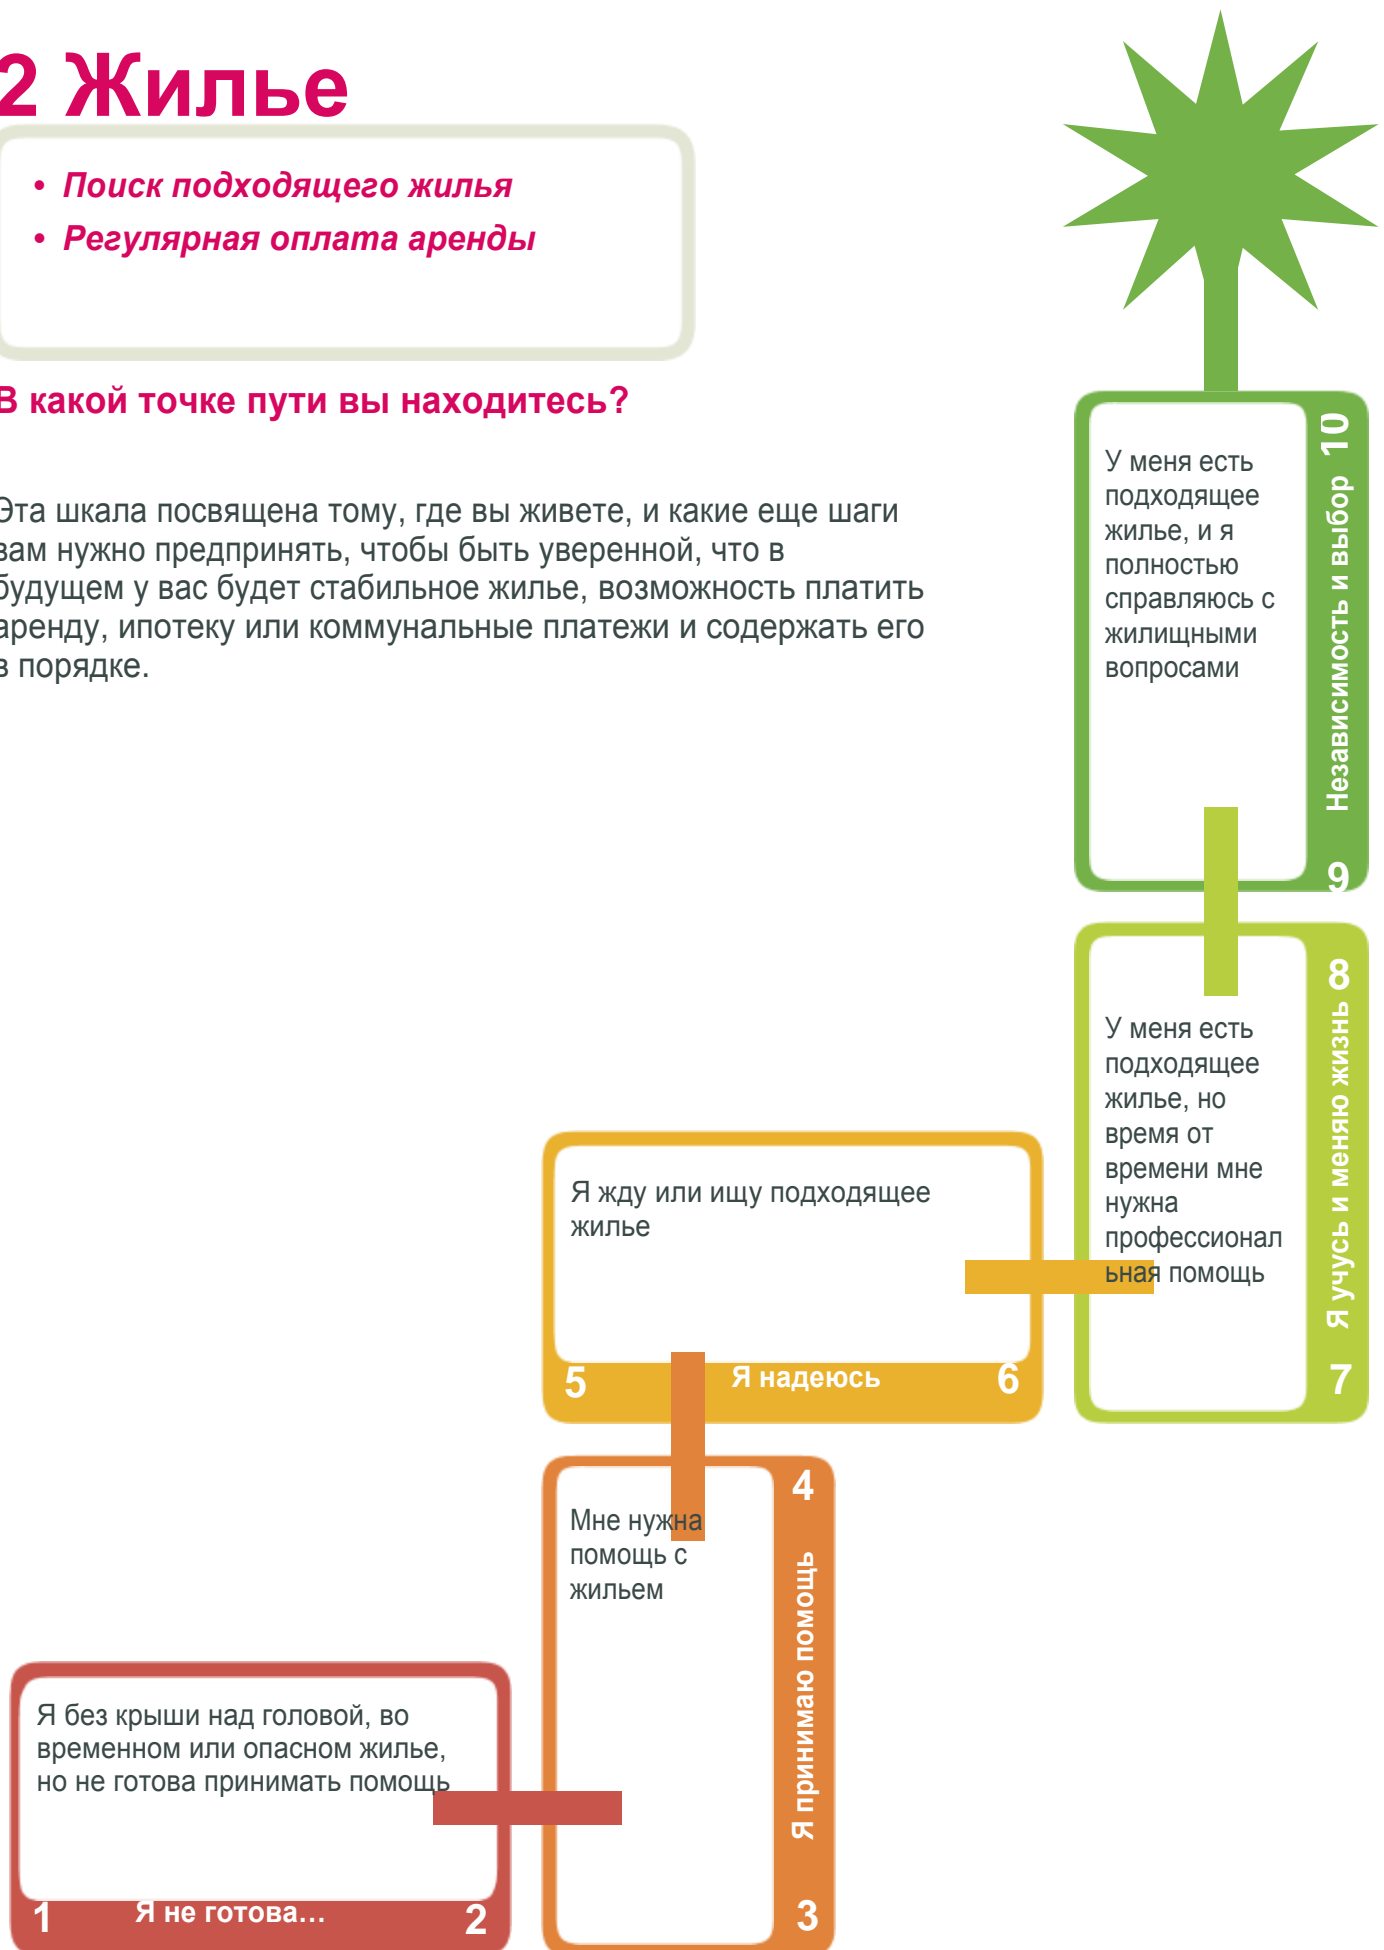 2 Жилье
• Поиск подходящего жилья
• Регулярная оплата аренды
В какой точке пути вы находитесь?
Эта шкала посвящена тому, где вы живете, и какие еще шаги
вам нужно предпринять, чтобы быть уверенной, что в
будущем у вас будет стабильное жилье, возможность платить
аренду, ипотеку или коммунальные платежи и содержать его
в порядке.
У меня есть
подходящее
жилье, и я
полностью
справляюсь с
жилищными
вопросами
9 Независимость и выбор 10
У меня есть
подходящее
жилье, но
время от
времени мне
нужна
профессионал
ьная помощь
7 Я учусь и меняю жизнь 8
Я жду или ищу подходящее
жилье
5 Я надеюсь 6
Мне нужна
помощь с
жильем
3 Я принимаю помощь 4
Я без крыши над головой, во
временном или опасном жилье,
но не готова принимать помощь
1 Я не готова… 2